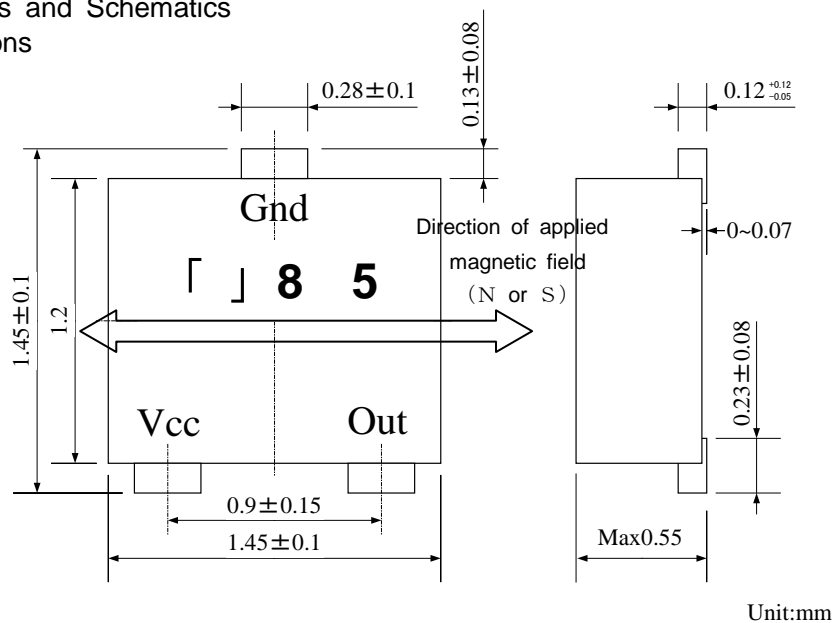 s and Schematics
ons
0.28±0.1
0.13±0.08
0.12 +0.12 -0.05
Gnd
Direction of applied
magnetic field
（N or S）
0~0.07
「 」8 5
1.45±0.1
1.2
0.23±0.08
Vcc
Out
0.9±0.15
1.45±0.1
Max0.55
Unit:mm